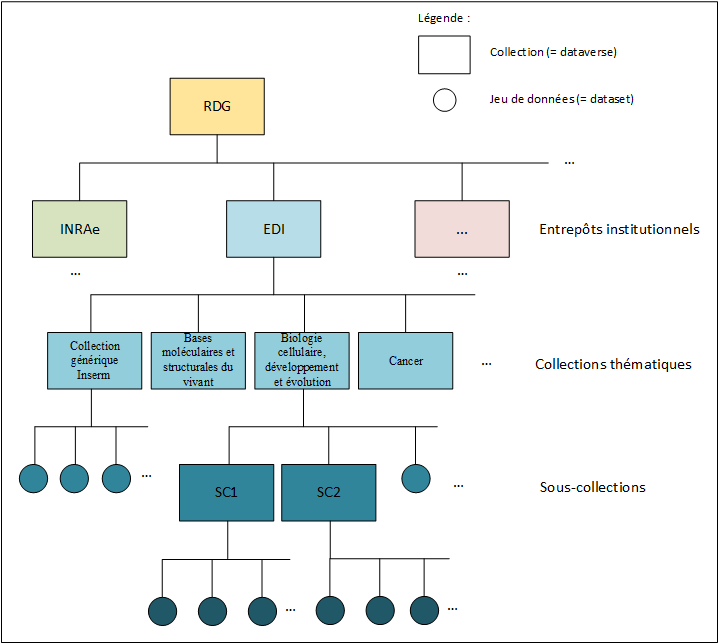 Légende :
Collection (= dataverse)
Jeu de données (= dataset)
RDG
...
INRAe
EDI
...
Entrepôts institutionnels
...
...
Collection
générique
Inserm
Bases
moléculaires et
structurales du
vivant
Biologie
cellulaire,
développement
et évolution
Cancer
...
Collections thématiques
...
SC1
SC2
...
Sous-collections
...
...